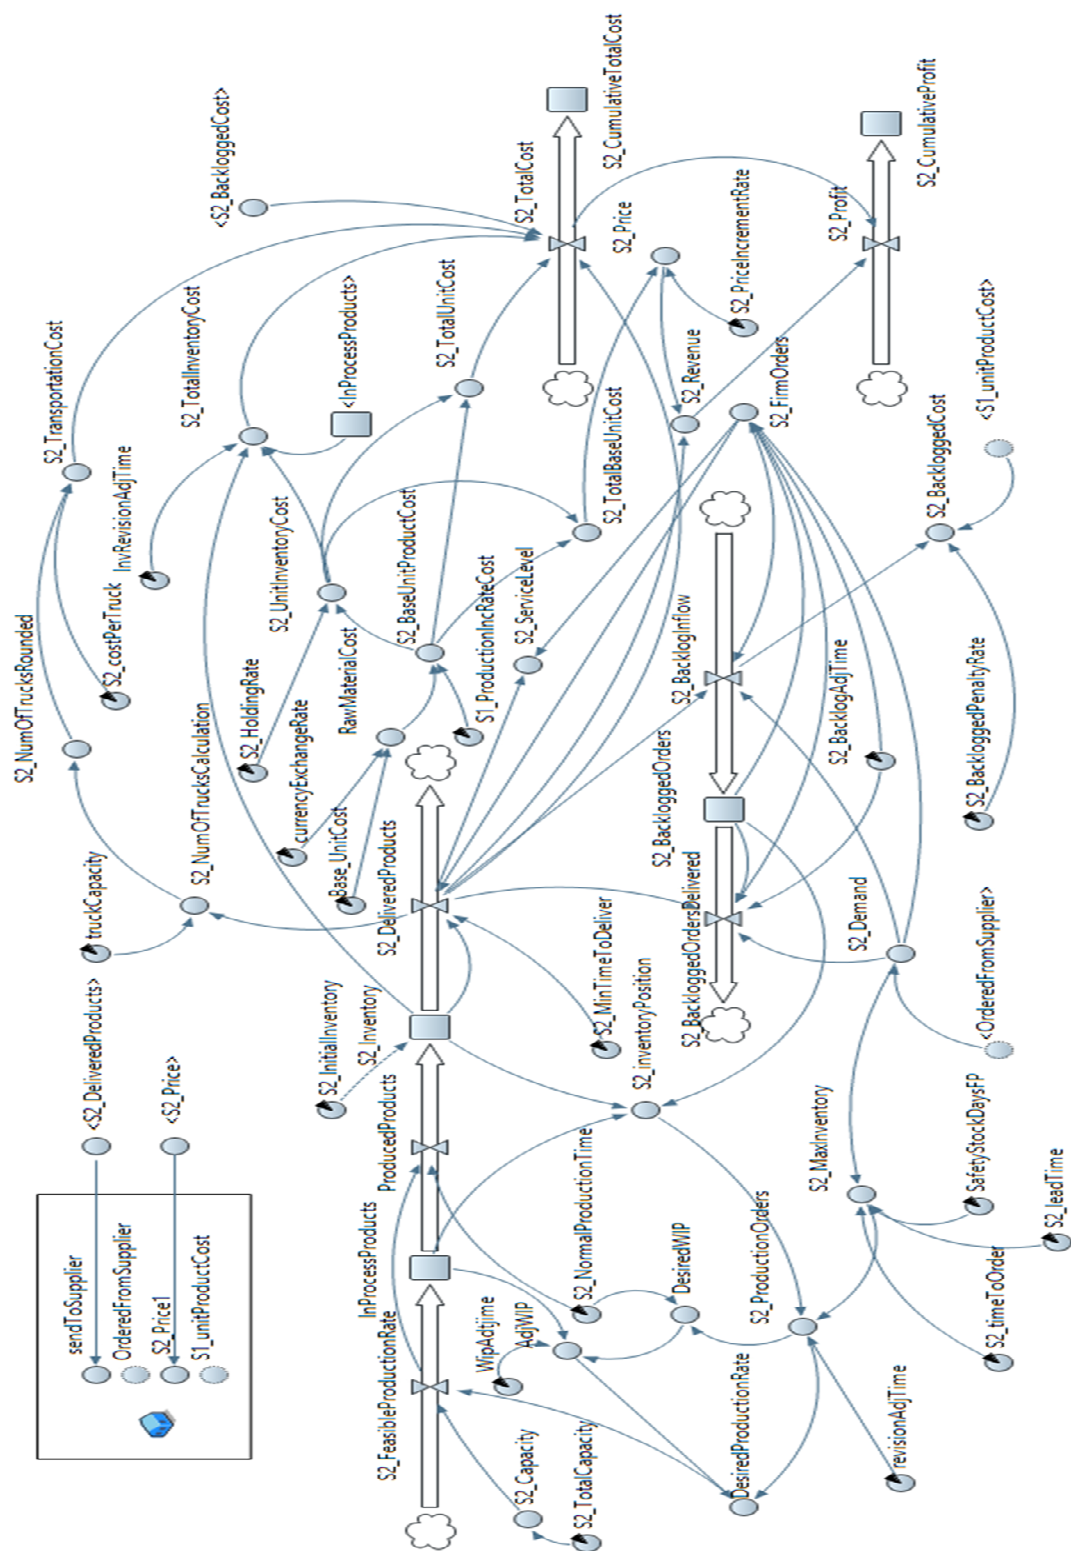 sendToSupplier
OrderedFromSupplier
S2_Price1
S1_unitProductCost
<S2_DeliveredProducts>
<S2_Price>
truckCapacity
S2_NumOfTrucksCalculation
S2_NumOfTrucksRounded
S2_costPerTruck
InvRevisionAdjTime
S2_TransportationCost
S2_TotalInventoryCost
<S2_BackloggedCost>
S2_InitialInventory
S2_Inventory
currencyExchangeRate
Base_UnitCost
S2_HoldingRate
RawMaterialCost
S2_UnitInventoryCost
S2_BaseUnitProductCost
S1_ProductionIncRateCost
S2_ServiceLevel
<InProcessProducts>
S2_TotalUnitCost
S2_TotalCost
S2_CumulativeTotalCost
S2_FeasibleProductionRate
InProcessProducts
ProducedProducts
S2_DeliveredProducts
S2_Capacity
S2_TotalCapacity
WipAdtjime
AdjWIP
S2_NormalProductionTime
DesiredWIP
S2_MinTimeToDeliver
S2_inventoryPosition
S2_TotalBaseUnitCost
S2_Price
S2_PriceIncrementRate
S2_Revenue
S2_FirmOrders
DesiredProductionRate
S2_ProductionOrders
revisionAdjTime
S2_BackloggedOrdersDelivered
S2_BackloggedOrders
S2_BacklogInflow
S2_BacklogAdjTime
S2_Profit
S2_CumulativeProfit
S2_MaxInventory
S2_Demand
S2_BackloggedCost
<S1_unitProductCost>
S2_BackloggedPenaltyRate
<OrderedFromSupplier>
SafetyStockDaysFP
S2_timeToOrder
S2_leadTime